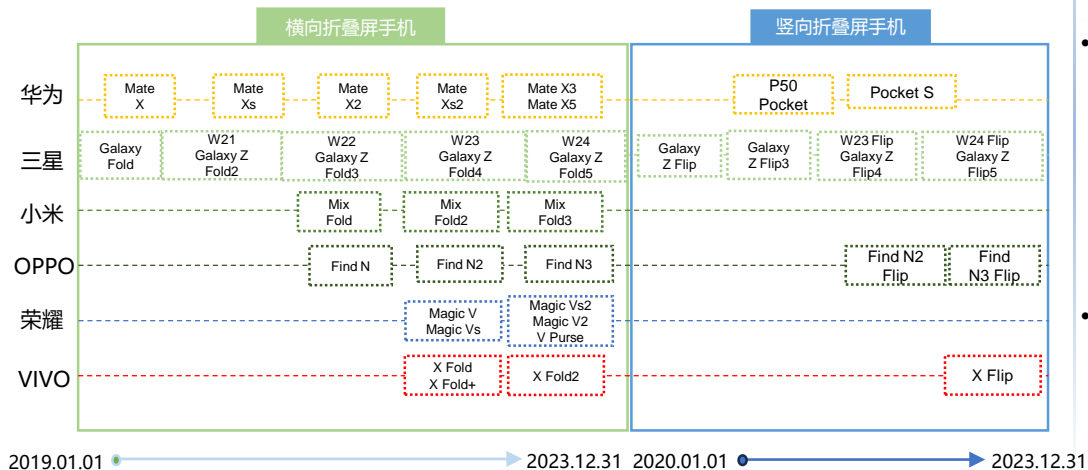 横向折叠屏手机
竖向折叠屏手机
华为
Mate
X
Mate
Xs
Mate
X2
Mate
Xs2
Mate X3
Mate X5
P50
Pocket
Pocket S
三星
Galaxy
Fold
W21
Galaxy Z
Fold2
W22
Galaxy Z
Fold3
W23
Galaxy Z
Fold4
W24
Galaxy Z
Fold5
Galaxy
Z Flip
Galaxy
Z Flip3
W23 Flip
Galaxy Z
Flip4
W24 Flip
Galaxy Z
Flip5
小米
Mix
Fold
Mix
Fold2
Mix
Fold3
OPPO
Find N
Find N2
Find N3
Find N2
Flip
Find
N3 Flip
荣耀
Magic V
Magic Vs
Magic Vs2
Magic V2
V Purse
VIVO
X Fold
X Fold+
X Fold2
X Flip
2019.01.01
2023.12.31
2020.01.01
2023.12.31